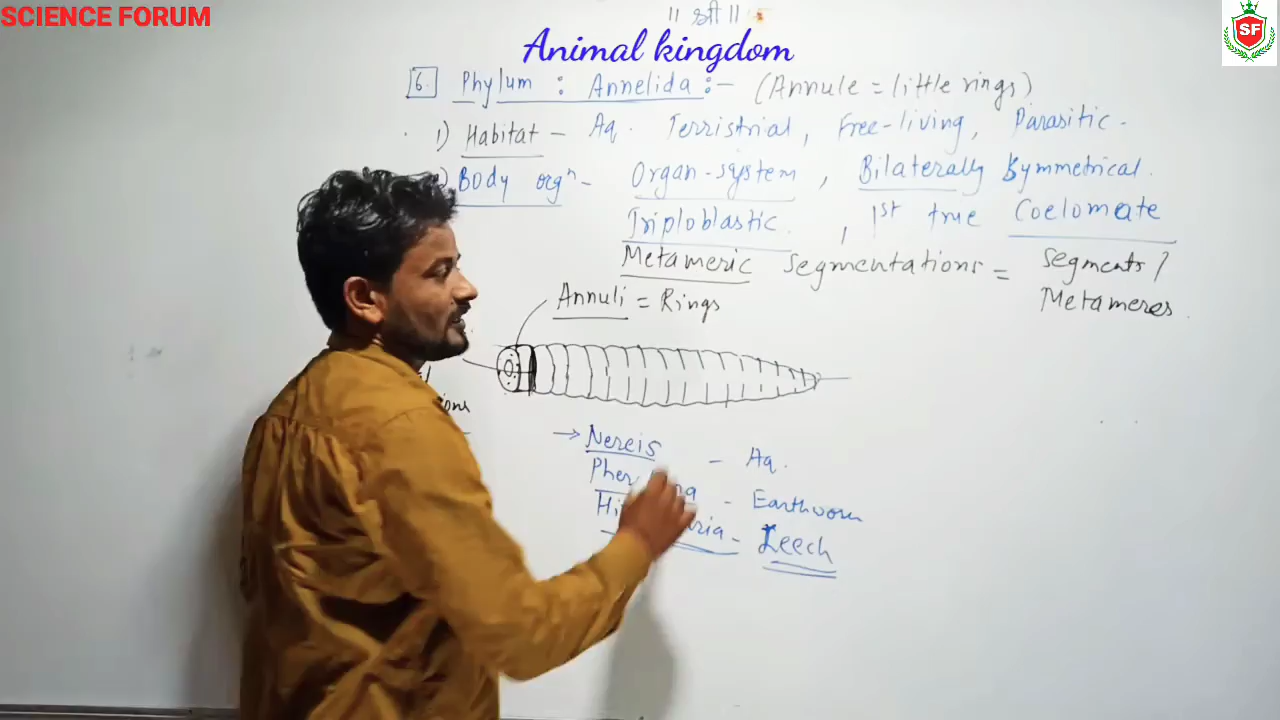 SCIENCE FORUM
|| श्री ||
SF
Animal kingdom
6. Phylum : Annelida :- (Annule = little rings)
1) Habitat - Aq. Terristrial, Free-living, Parasitic.
Body orgⁿ - Organ-system, Bilaterally Symmetrical.
Triploblastic. , 1st true Coelomate
Metameric Segmentations = Segments /
Metameres
Annuli = Rings
→ Nereis - Aq.
- Earthworm
- Leech